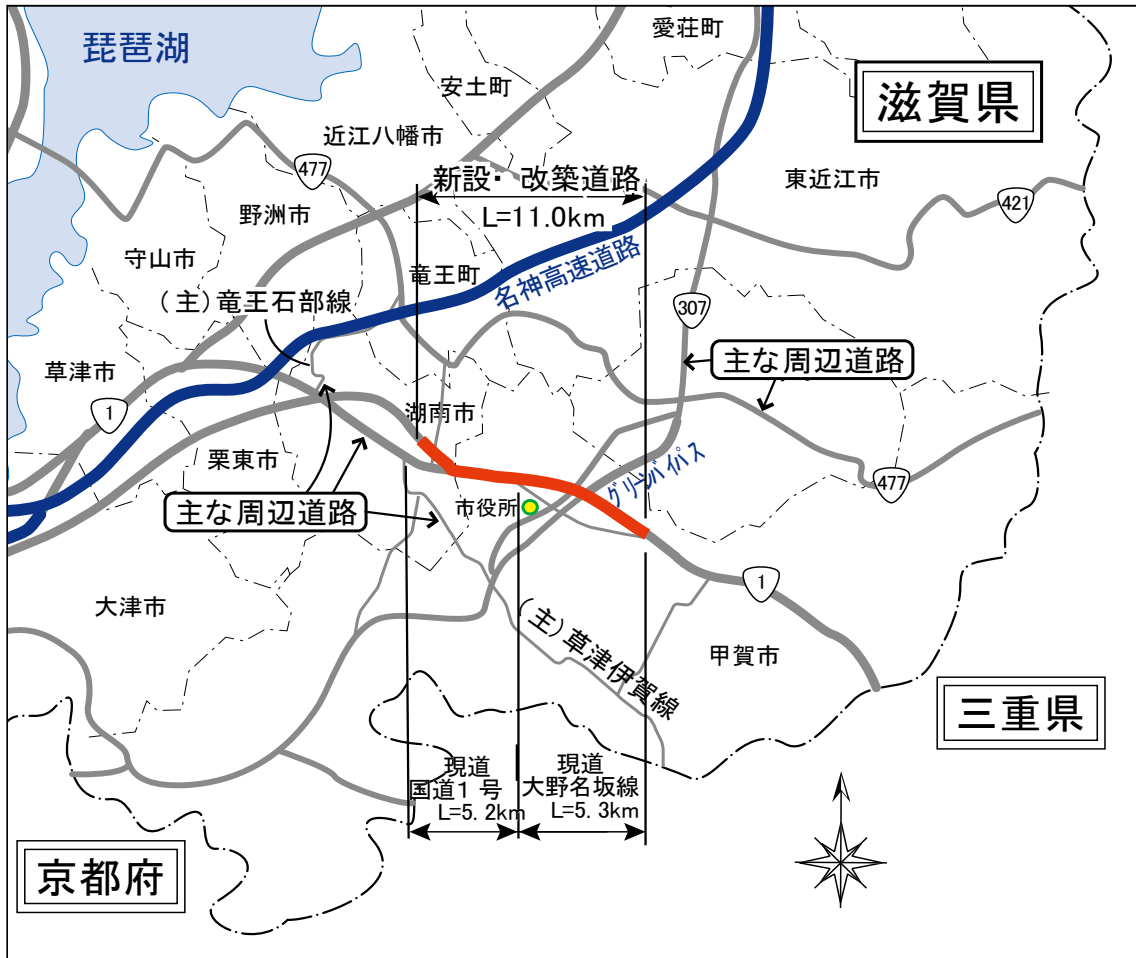 琵琶湖
愛荘町
安土町
滋賀県
近江八幡市
477
新設・ 改築道路
東近江市
421
野洲市
L=11.0km
守山市
竜王町
名神高速道路
(主)竜王石部線
307
主な周辺道路
草津市
1
湖南市
栗東市
グリーンバイパス
477
主な周辺道路
市役所
1
大津市
(主)草津伊賀線
甲賀市
三重県
現道
国道1 号
L=5. 2km
現道
大野名坂線
L=5. 3km
京都府